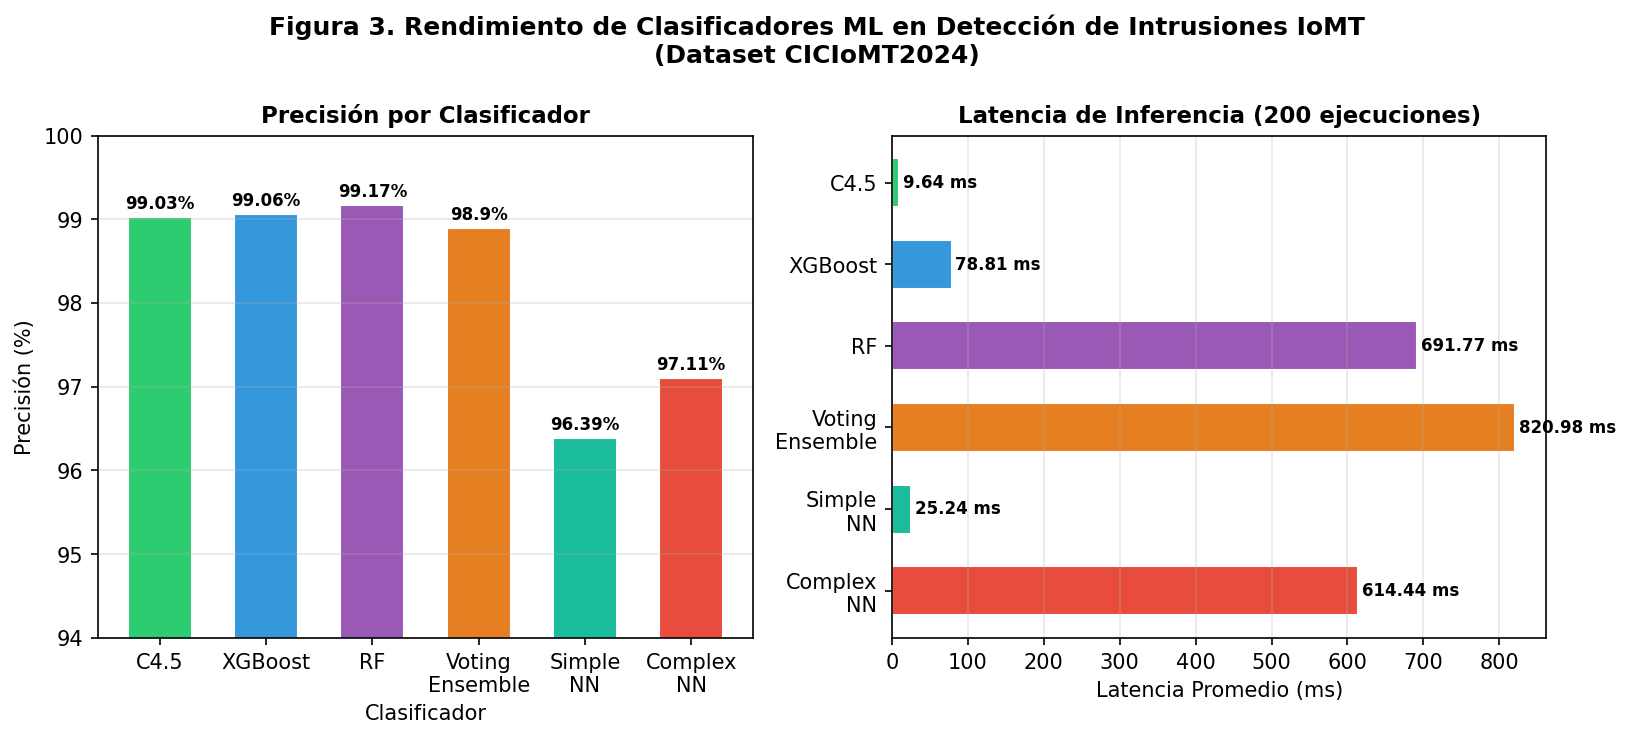 Figura 3. Rendimiento de Clasificadores ML en Detección de Intrusiones IoMT
(Dataset CICIoMT2024)
Precisión por Clasificador
Precisión (%)
100
99
98
97
96
95
94
99.03%
99.06%
99.17%
98.9%
96.39%
97.11%
C4.5
XGBoost
RF
Voting
Ensemble
Simple
NN
Complex
NN
Clasificador
Latencia de Inferencia (200 ejecuciones)
C4.5
9.64 ms
XGBoost
78.81 ms
RF
691.77 ms
Voting
Ensemble
820.98 ms
Simple
NN
25.24 ms
Complex
NN
614.44 ms
0 100 200 300 400 500 600 700 800
Latencia Promedio (ms)